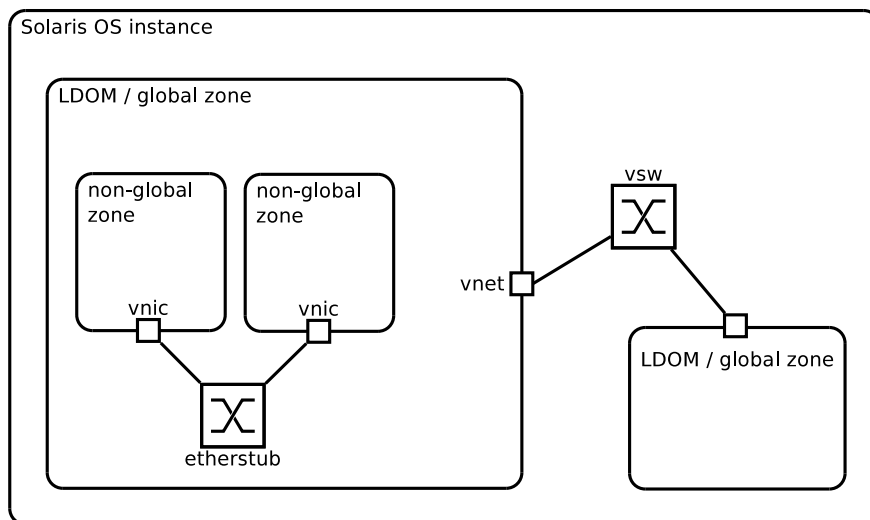 Solaris OS instance
LDOM / global zone
non-global
zone
non-global
zone
vnic
vnic
etherstub
vnet
vsw
LDOM / global zone